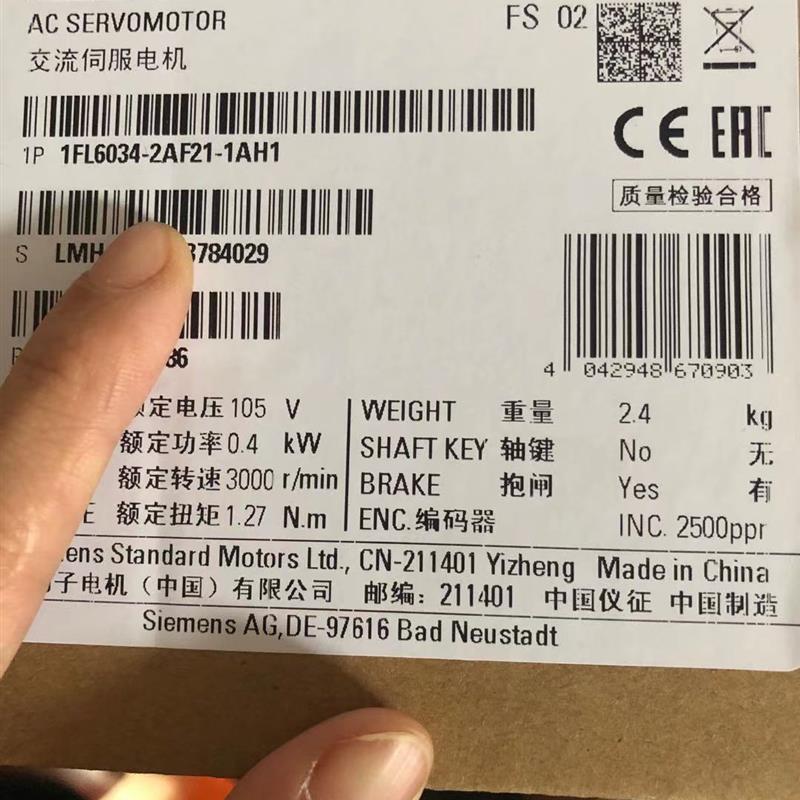 AC SERVOMOTOR
FS 02
交流伺服电机
1P 1FL6034-2AF21-1AH1
CE EAC
质量检验合格
S LMH 3784029
36
4 042948 670903
额定电压 105 V
WEIGHT 重量 2.4 kg
额定功率 0.4 kW
SHAFT KEY 轴键 No 无
额定转速 3000 r/min
BRAKE 抱闸 Yes 有
额定扭矩 1.27 N.m
ENC. 编码器 INC. 2500ppr
ens Standard Motors Ltd., CN-211401 Yizheng Made in China
子电机（中国）有限公司 邮编：211401 中国仪征 中国制造
Siemens AG,DE-97616 Bad Neustadt